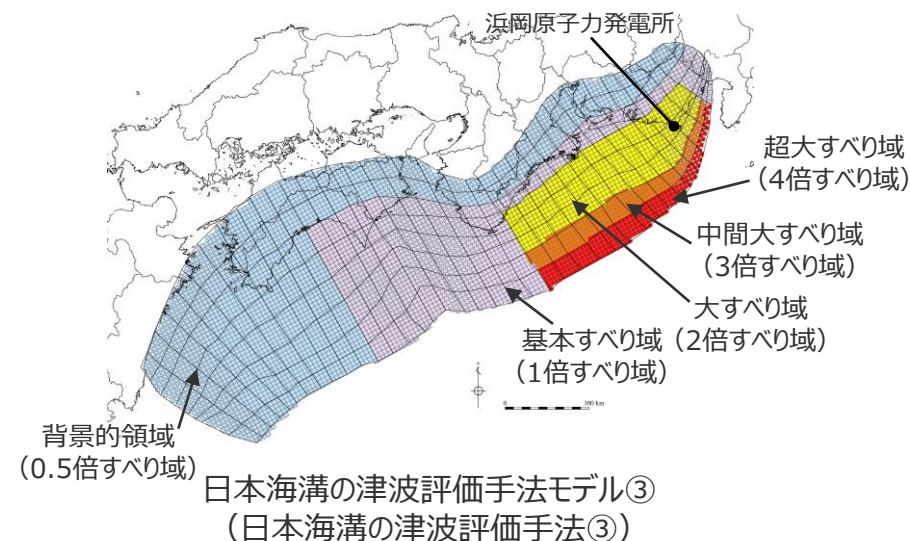 浜岡原子力発電所
超大すべり域
（4倍すべり域）
中間大すべり域
（3倍すべり域）
大すべり域
（2倍すべり域）
基本すべり域
（1倍すべり域）
0 100 km
背景的領域
（0.5倍すべり域）
日本海溝の津波評価手法モデル③
（日本海溝の津波評価手法③）